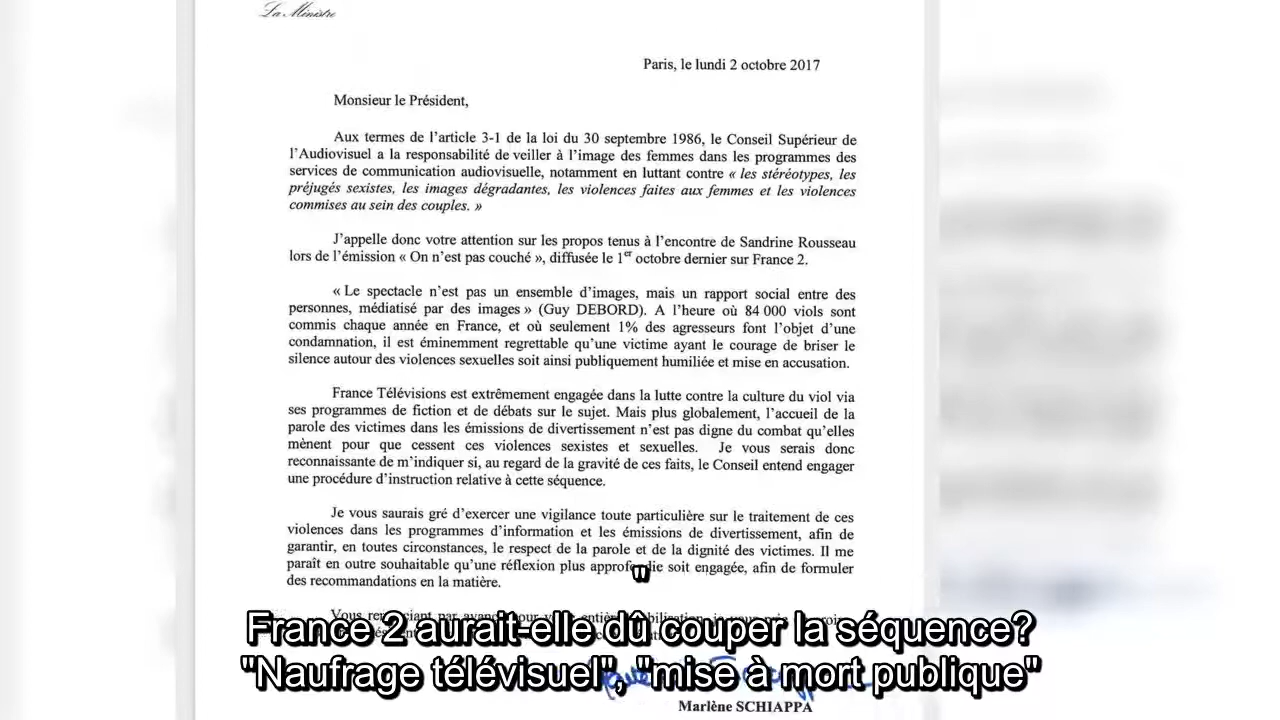 La Ministre
Paris, le lundi 2 octobre 2017
Monsieur le Président,
Aux termes de l'article 3-1 de la loi du 30 septembre 1986, le Conseil Supérieur de
l'Audiovisuel a la responsabilité de veiller à l'image des femmes dans les programmes des
services de communication audiovisuelle, notamment en luttant contre « les stéréotypes, les
préjugés sexistes, les images dégradantes, les violences faites aux femmes et les violences
commises au sein des couples. »
J'appelle donc votre attention sur les propos tenus à l'encontre de Sandrine Rousseau
lors de l'émission « On n'est pas couché », diffusée le 1er octobre dernier sur France 2.
« Le spectacle n'est pas un ensemble d'images, mais un rapport social entre des
personnes, médiatisé par des images » (Guy DEBORD). A l'heure où 84 000 viols sont
commis chaque année en France, et où seulement 1% des agresseurs font l'objet d'une
condamnation, il est éminemment regrettable qu'une victime ayant le courage de briser le
silence autour des violences sexuelles soit ainsi publiquement humiliée et mise en accusation.
France Télévisions est extrêmement engagée dans la lutte contre la culture du viol via
ses programmes de fiction et de débats sur le sujet. Mais plus globalement, l'accueil de la
parole des victimes dans les émissions de divertissement n'est pas digne du combat qu'elles
mènent pour que cessent ces violences sexistes et sexuelles. Je vous serais donc
reconnaissante de m'indiquer si, au regard de la gravité de ces faits, le Conseil entend engager
une procédure d'instruction relative à cette séquence.
Je vous saurais gré d'exercer une vigilance toute particulière sur le traitement de ces
violences dans les programmes d'information et les émissions de divertissement, afin de
garantir, en toutes circonstances, le respect de la parole et de la dignité des victimes. Il me
paraît en outre souhaitable qu'une réflexion plus approfondie soit engagée, afin de formuler
des recommandations en la matière.
"
Vous par
France 2 aurait-elle dû couper la séquence?
"Naufrage télévisuel", "mise à mort publique"
Marlène SCHIAPPA